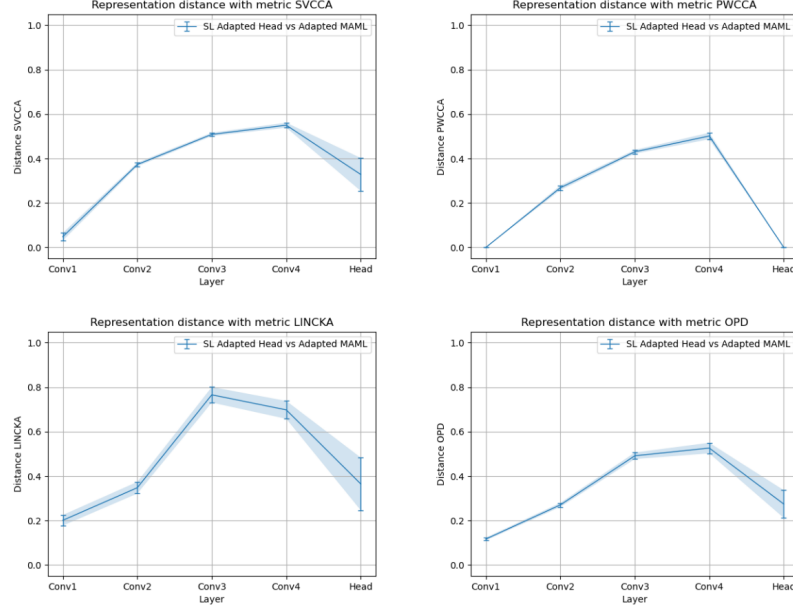 Representation distance with metric SVCCA
SL Adapted Head vs Adapted MAML
Distance SVCCA
1.0
0.8
0.6
0.4
0.2
0.0
Conv1 Conv2 Conv3 Conv4 Head
Layer
Representation distance with metric PWCCA
SL Adapted Head vs Adapted MAML
Distance PWCCA
1.0
0.8
0.6
0.4
0.2
0.0
Conv1 Conv2 Conv3 Conv4 Head
Layer
Representation distance with metric LINCKA
SL Adapted Head vs Adapted MAML
Distance LINCKA
1.0
0.8
0.6
0.4
0.2
0.0
Conv1 Conv2 Conv3 Conv4 Head
Layer
Representation distance with metric OPD
SL Adapted Head vs Adapted MAML
Distance OPD
1.0
0.8
0.6
0.4
0.2
0.0
Conv1 Conv2 Conv3 Conv4 Head
Layer